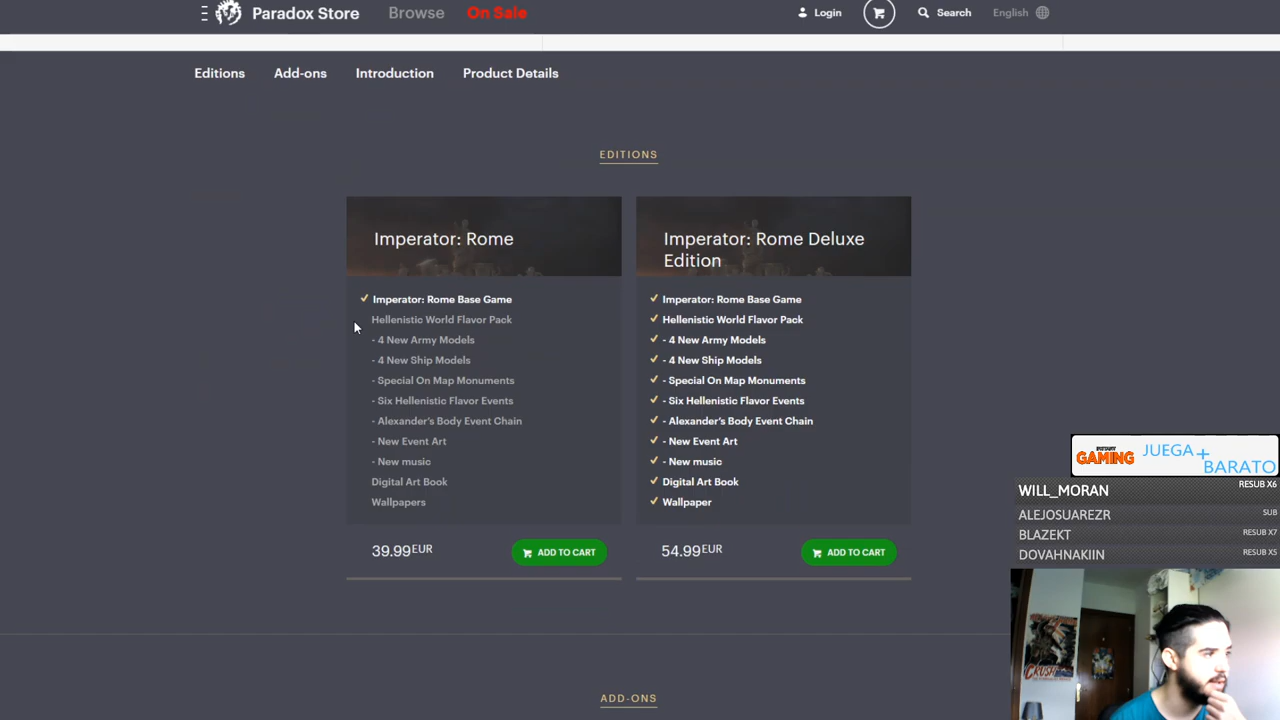 Paradox Store Browse On Sale Login Search English
Editions Add-ons Introduction Product Details
EDITIONS
Imperator: Rome
✓ Imperator: Rome Base Game
Hellenistic World Flavor Pack
- 4 New Army Models
- 4 New Ship Models
- Special On Map Monuments
- Six Hellenistic Flavor Events
- Alexander's Body Event Chain
- New Event Art
- New music
Digital Art Book
Wallpapers
39.99EUR ADD TO CART
Imperator: Rome Deluxe
Edition
✓ Imperator: Rome Base Game
✓ Hellenistic World Flavor Pack
✓ - 4 New Army Models
✓ - 4 New Ship Models
✓ - Special On Map Monuments
✓ - Six Hellenistic Flavor Events
✓ - Alexander's Body Event Chain
✓ - New Event Art
✓ - New music
✓ Digital Art Book
✓ Wallpaper
54.99EUR ADD TO CART
ADD-ONS
INSTANT
GAMING
JUEGA+
BARATO
WILL_MORAN RESUB X6
ALEJOSUAREZR SUB
BLAZEKT RESUB X7
DOVAHNAKIIN RESUB X5
CRUSH